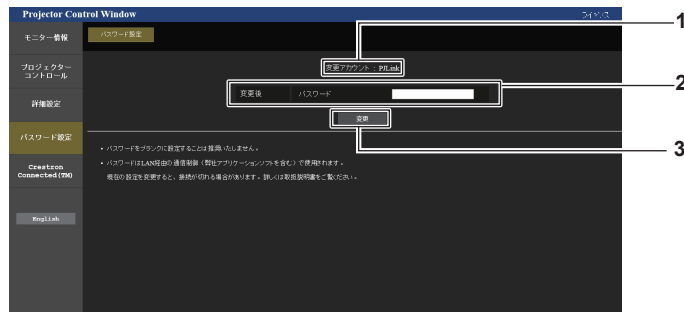 Projector Control Window
ライセンス
モニター情報
パスワード設定
プロジェクター
コントロール
変更アカウント : PJLink
変更後 パスワード
詳細設定
変更
パスワード設定
• パスワードをブランクに設定することは推奨いたしません。
• パスワードはLAN経由の通信制御（弊社アプリケーションソフトを含む）で使用されます。
現在の設定を変更すると、接続が切れる場合があります。詳しくは取扱説明書をご覧ください。
Crestron
Connected(TM)
English
1
2
3